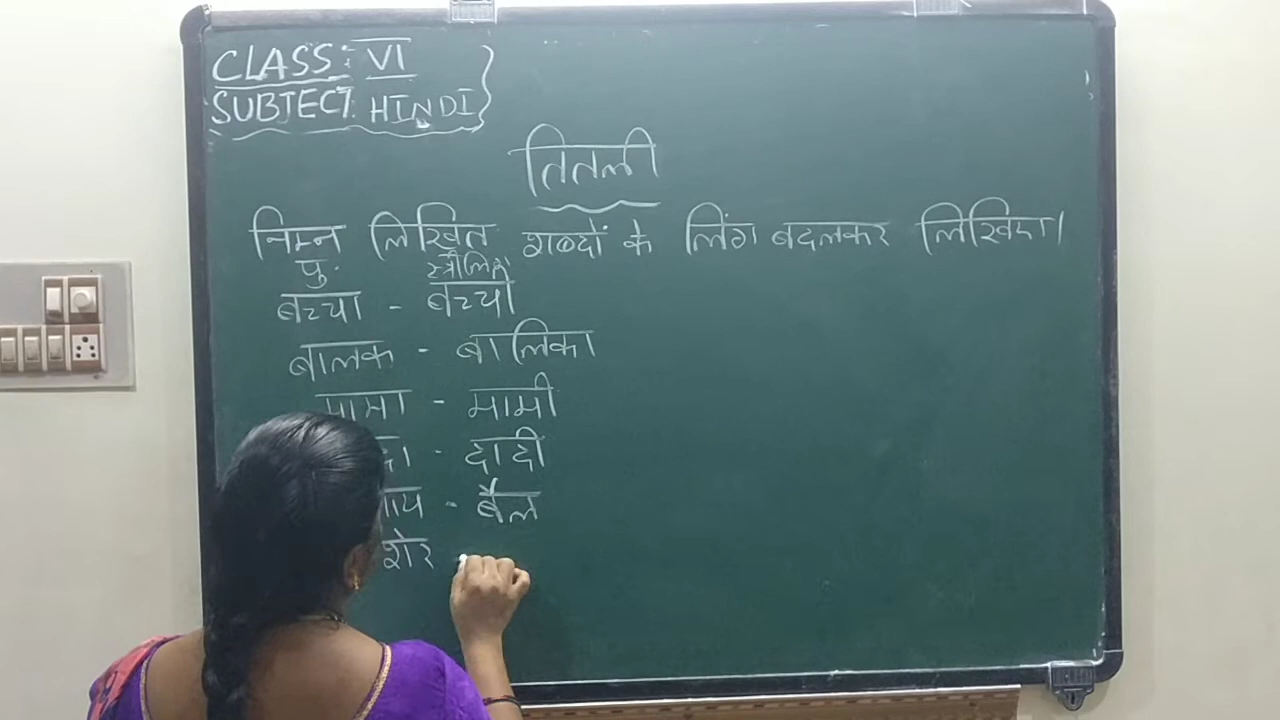 CLASS: VI
SUBJECT: HINDI
तितली
निम्न लिखित शब्दों के लिंग बदलकर लिखिए।
पु. स्त्रीलिंग
बच्चा - बच्ची
बालक - बालिका
मामा - मामी
दादी
बैल
शेर -